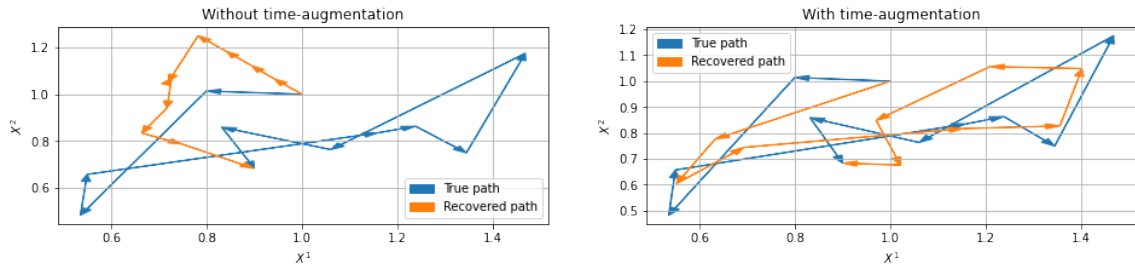 Without time-augmentation
1.2
1.0
0.8
0.6
X²
0.6
0.8
1.0
1.2
1.4
X¹
True path
Recovered path
With time-augmentation
1.2
1.1
1.0
0.9
0.8
0.7
0.6
0.5
X²
0.6
0.8
1.0
1.2
1.4
X¹
True path
Recovered path